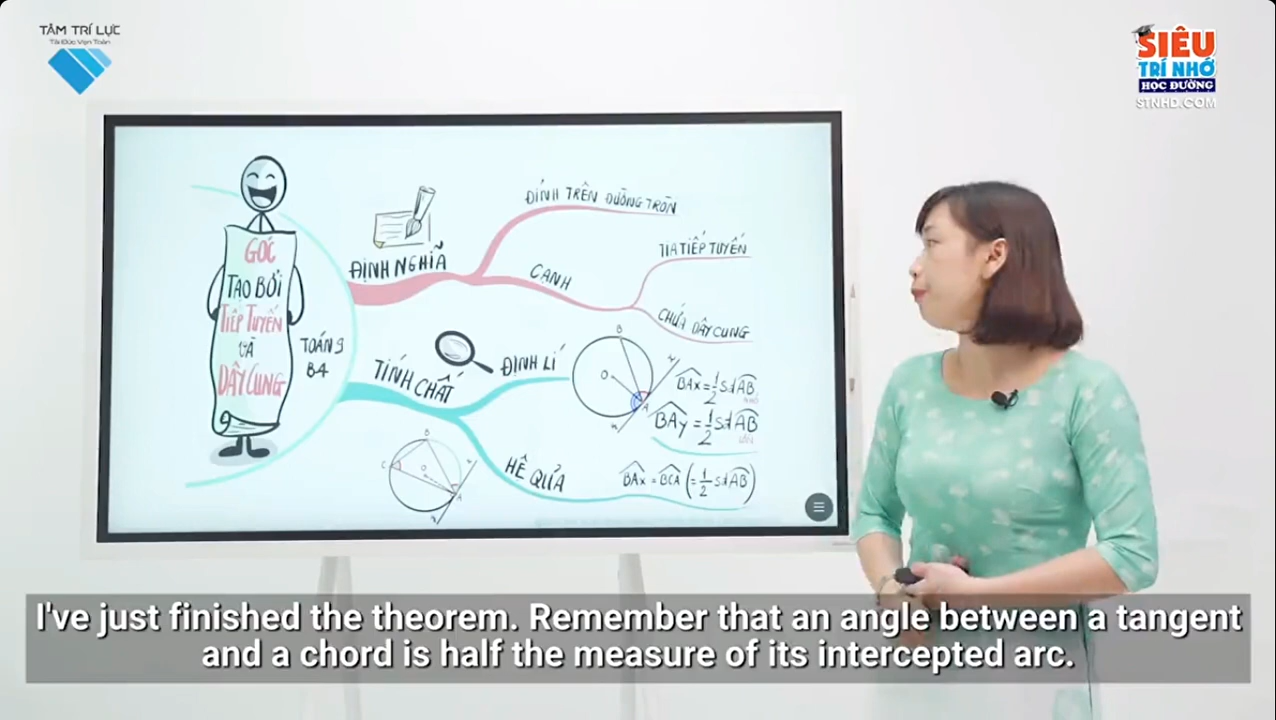 TÂM TRÍ LỰC
Tài Đức Vẹn Toàn
SIÊU
TRÍ NHỚ
HỌC ĐƯỜNG
STNHD.COM
GÓC
TẠO BỞI
TIẾP TUYẾN
VÀ
DÂY CUNG
TOÁN 9
B4
ĐỊNH NGHĨA
ĐỈNH TRÊN ĐƯỜNG TRÒN
CẠNH
TIA TIẾP TUYẾN
CHỨA DÂY CUNG
TÍNH CHẤT
ĐỊNH LÍ
B
O
A
x
BAx = 1/2 sđ AB
BAy = 1/2 sđ AB
HỆ QUẢ
B
C
O
A
x
BAx = BCA (= 1/2 sđ AB)
I've just finished the theorem. Remember that an angle between a tangent
and a chord is half the measure of its intercepted arc.